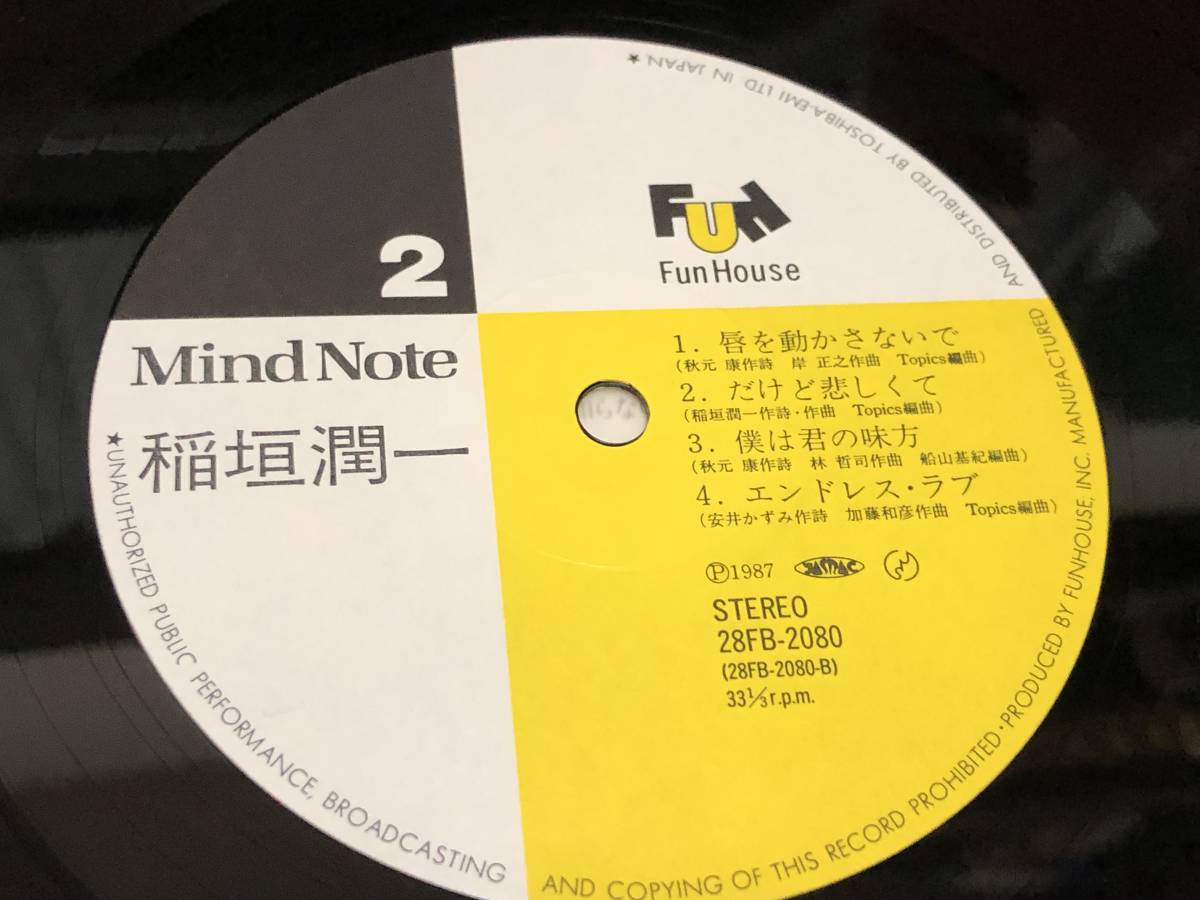 2
Mind Note
稲垣潤一
Fun
Fun House
1. 唇を動かさないで
(秋元 康作詩 岸 正之作曲 Topics編曲)
2. だけど悲しくて
(稲垣潤一作詩・作曲 Topics編曲)
3. 僕は君の味方
(秋元 康作詩 林 哲司作曲 船山基紀編曲)
4. エンドレス・ラブ
(安井かずみ作詩 加藤和彦作曲 Topics編曲)
Ⓟ1987 JASRAC
STEREO
28FB-2080
(28FB-2080-B)
33⅓r.p.m.
★UNAUTHORIZED PUBLIC PERFORMANCE, BROADCASTING AND COPYING OF THIS RECORD PROHIBITED・PRODUCED BY FUNHOUSE, INC. MANUFACTURED AND DISTRIBUTED BY TOSHIBA-EMI LTD IN JAPAN★